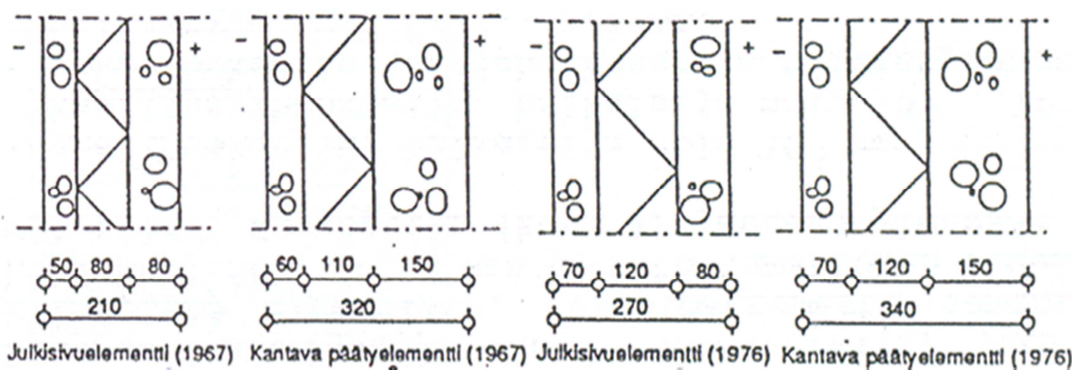 - + - + - + - +
50 80 80 60 110 150 70 120 80 70 120 150
210 320 270 340
Julkisivuelementti (1967) Kantava päätyelementti (1967) Julkisivuelementti (1976) Kantava päätyelementti (1976)